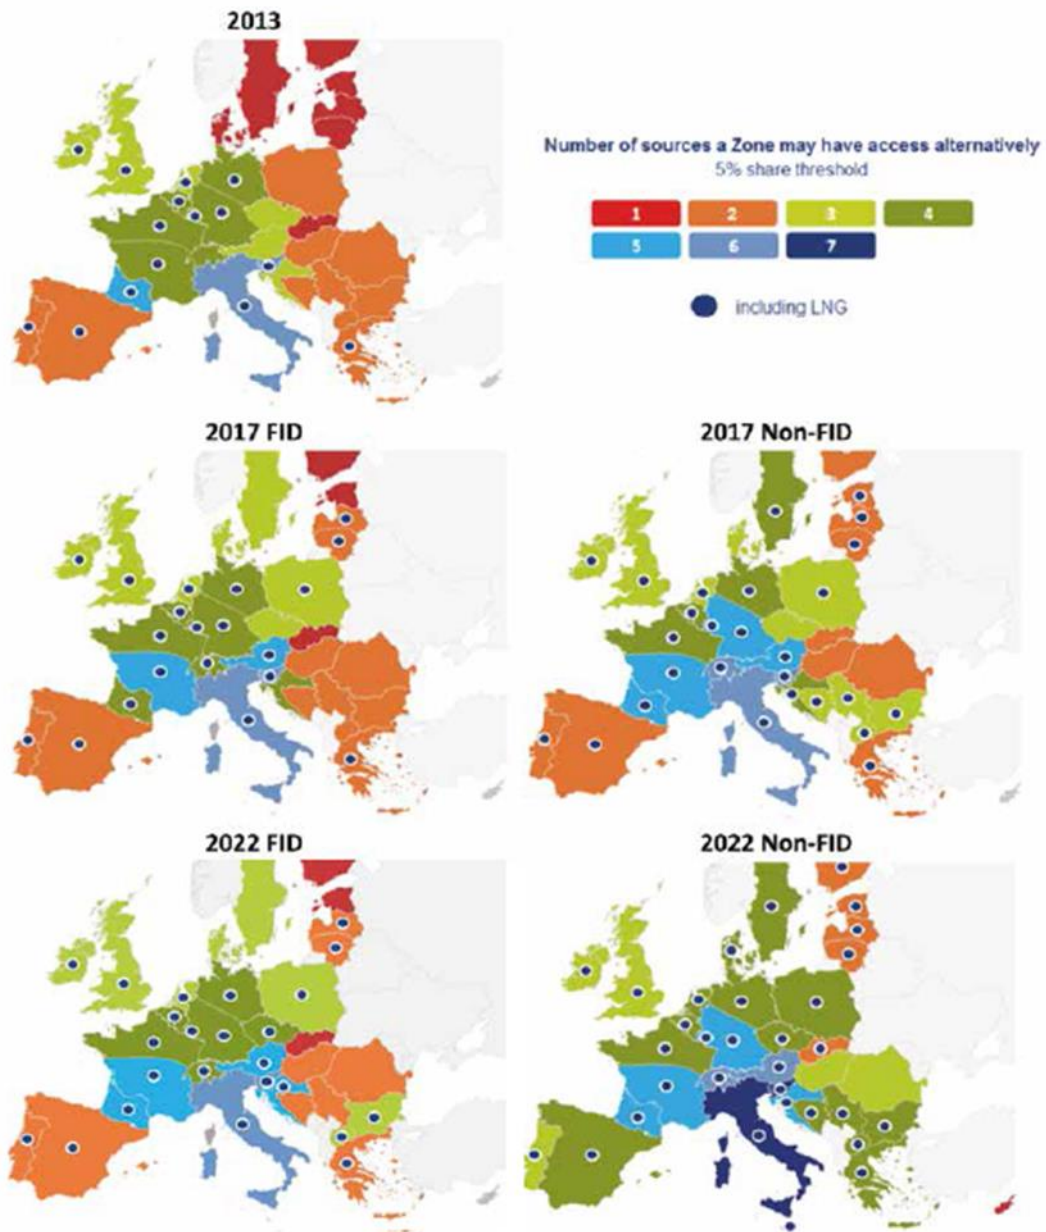 2013
Number of sources a Zone may have access alternatively
5% share threshold
1 2 3 4
5 6 7
including LNG
2017 FID
2017 Non-FID
2022 FID
2022 Non-FID